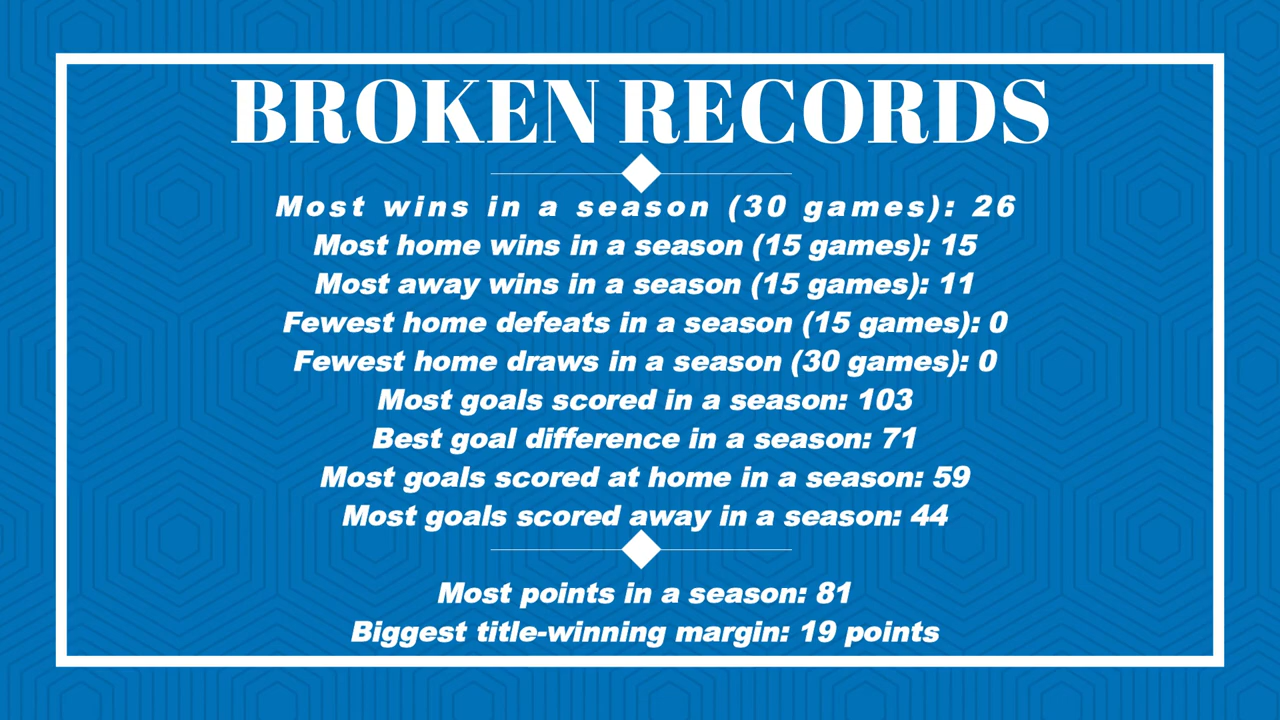 BROKEN RECORDS
Most wins in a season (30 games): 26
Most home wins in a season (15 games): 15
Most away wins in a season (15 games): 11
Fewest home defeats in a season (15 games): 0
Fewest home draws in a season (30 games): 0
Most goals scored in a season: 103
Best goal difference in a season: 71
Most goals scored at home in a season: 59
Most goals scored away in a season: 44
Most points in a season: 81
Biggest title-winning margin: 19 points